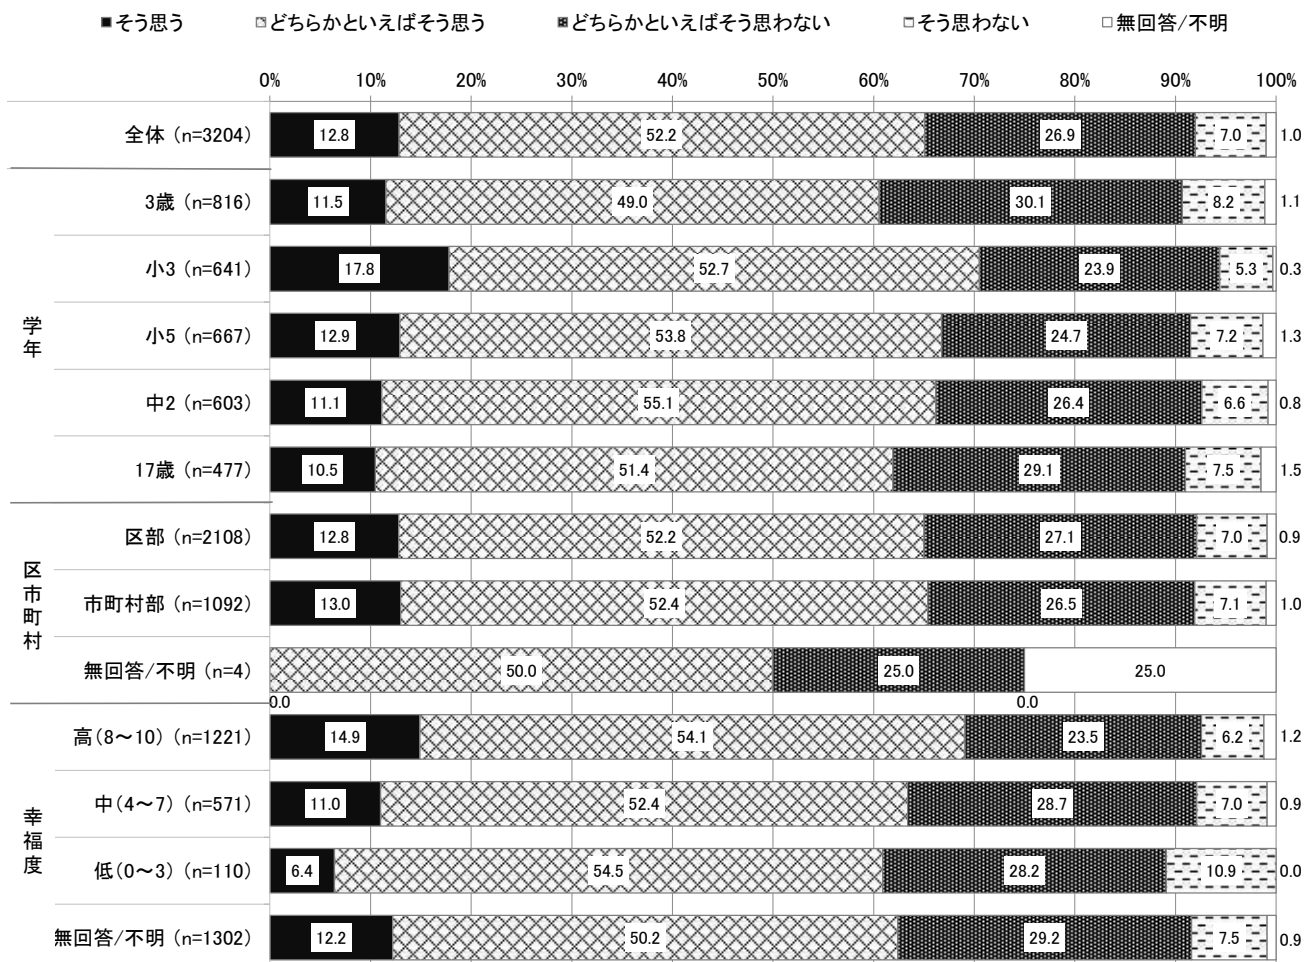 そう思う どちらかといえばそう思う どちらかといえばそう思わない そう思わない 無回答/不明
0% 10% 20% 30% 40% 50% 60% 70% 80% 90% 100%
全体 (n=3204) 12.8 52.2 26.9 7.0 1.0
学年
3歳 (n=816) 11.5 49.0 30.1 8.2 1.1
小3 (n=641) 17.8 52.7 23.9 5.3 0.3
小5 (n=667) 12.9 53.8 24.7 7.2 1.3
中2 (n=603) 11.1 55.1 26.4 6.6 0.8
17歳 (n=477) 10.5 51.4 29.1 7.5 1.5
区市町村
区部 (n=2108) 12.8 52.2 27.1 7.0 0.9
市町村部 (n=1092) 13.0 52.4 26.5 7.1 1.0
無回答/不明 (n=4) 50.0 25.0 25.0
0.0 0.0
幸福度
高(8～10) (n=1221) 14.9 54.1 23.5 6.2 1.2
中(4～7) (n=571) 11.0 52.4 28.7 7.0 0.9
低(0～3) (n=110) 6.4 54.5 28.2 10.9 0.0
無回答/不明 (n=1302) 12.2 50.2 29.2 7.5 0.9